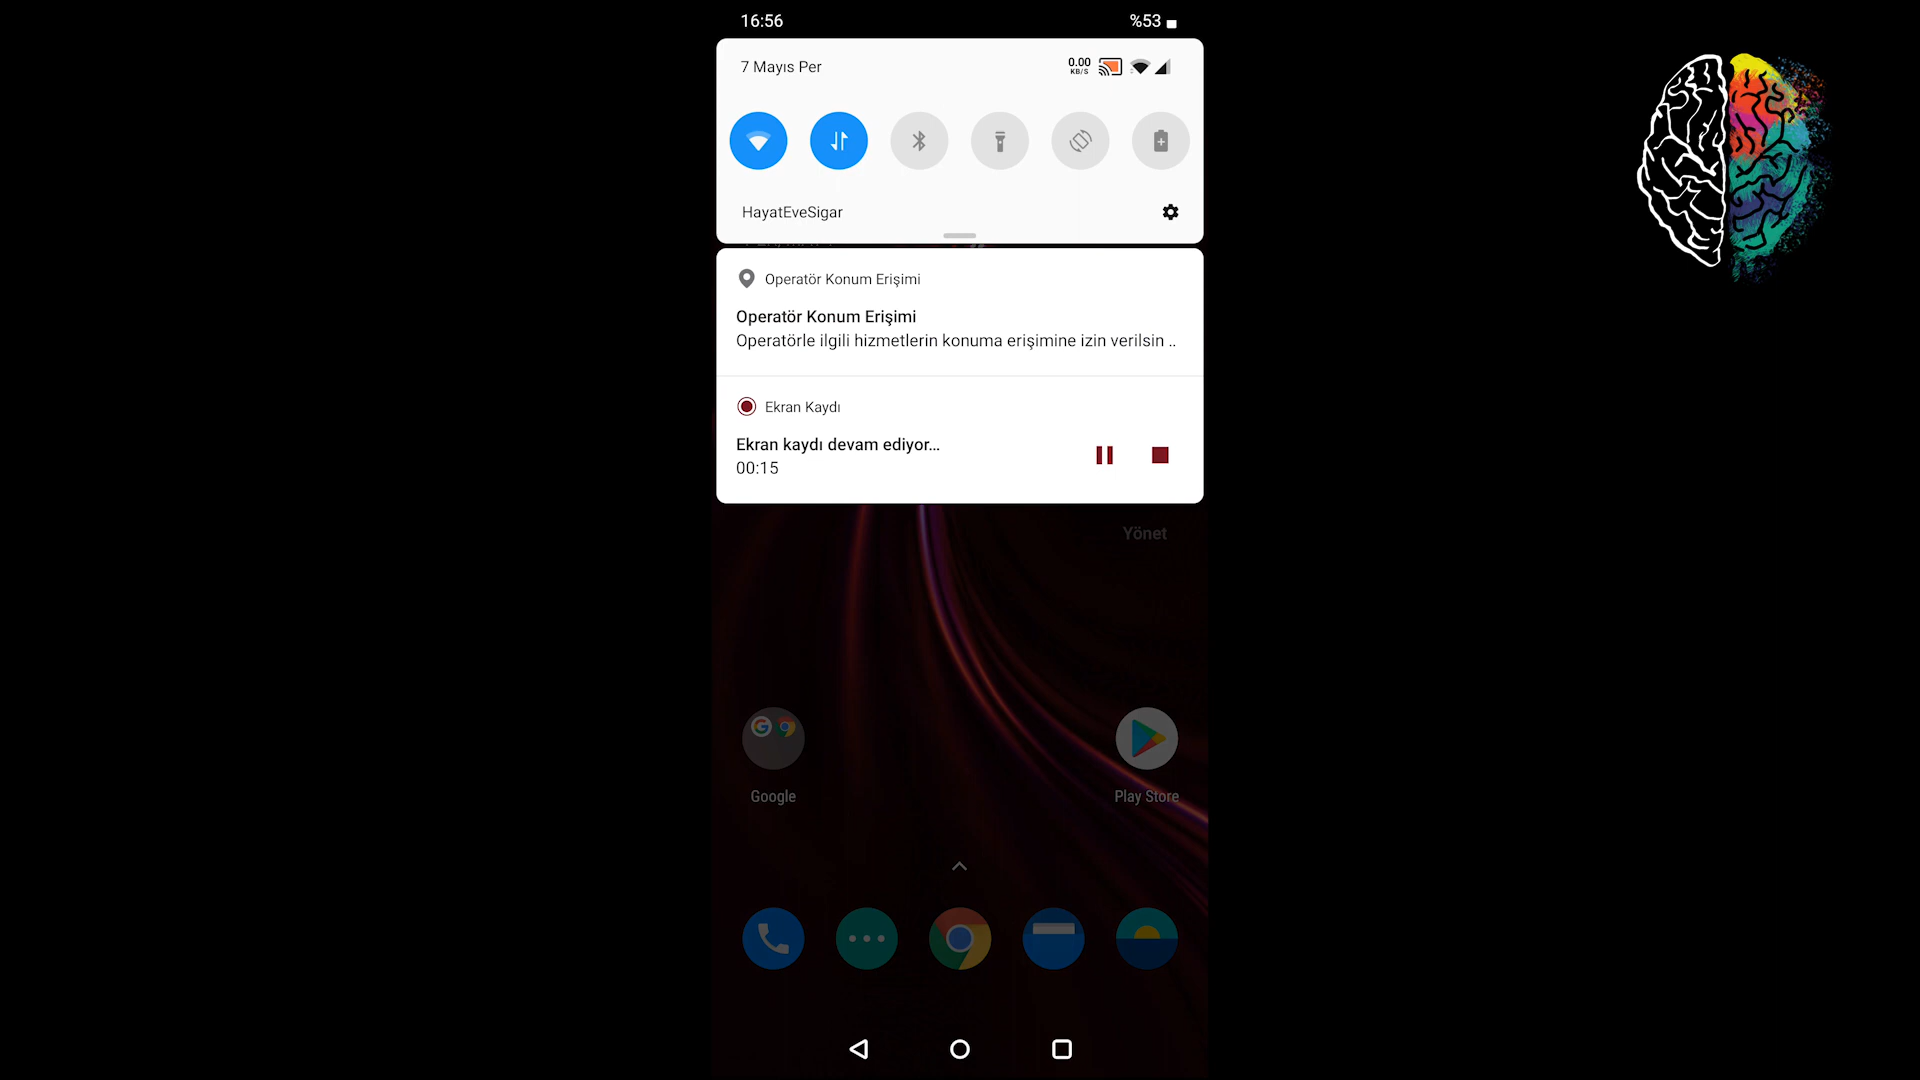 16:56
%53
7 Mayıs Per
0.00
KB/S
HayatEveSigar
Operatör Konum Erişimi
Operatör Konum Erişimi
Operatörle ilgili hizmetlerin konuma erişimine izin verilsin ..
Ekran Kaydı
Ekran kaydı devam ediyor...
00:15
Yönet
Google
Play Store